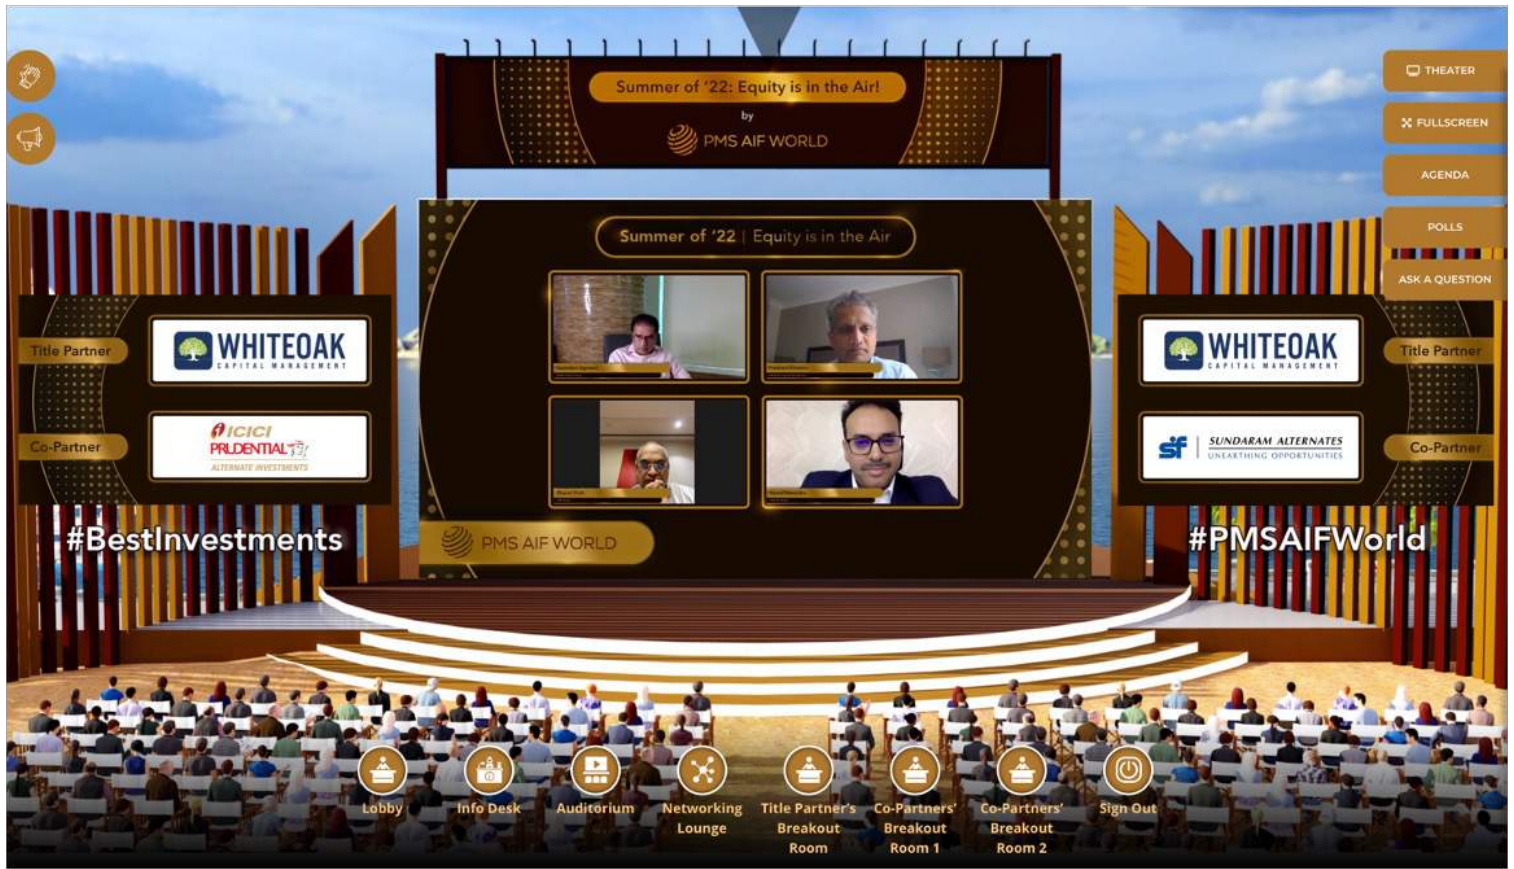 Summer of '22: Equity is in the Air!
by
PMS AIF WORLD
THEATER
FULLSCREEN
AGENDA
POLLS
ASK A QUESTION
Summer of '22 | Equity is in the Air
Title Partner
WHITEOAK
CAPITAL MANAGEMENT
Co-Partner
ICICI
PRUDENTIAL
ALTERNATE INVESTMENTS
#BestInvestments
PMS AIF WORLD
WHITEOAK
CAPITAL MANAGEMENT
Title Partner
sf
SUNDARAM ALTERNATES
UNEARTHING OPPORTUNITIES
Co-Partner
#PMSAIFWorld
Lobby
Info Desk
Auditorium
Networking
Lounge
Title Partner's
Breakout
Room
Co-Partners'
Breakout
Room 1
Co-Partners'
Breakout
Room 2
Sign Out